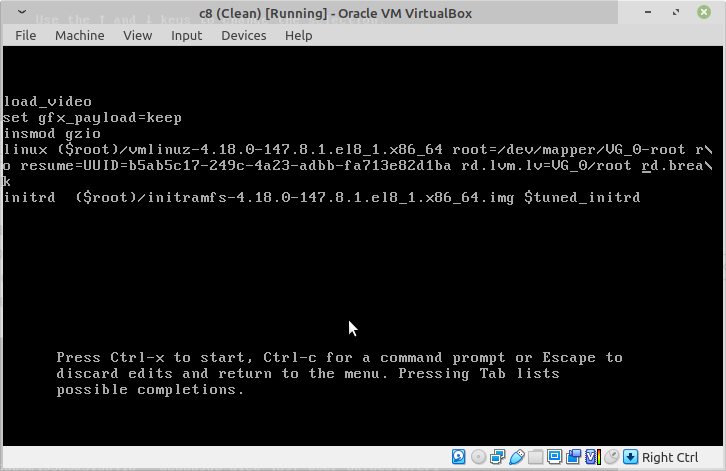 Use the ↑ and ↓ keys
c8 (Clean) [Running] - Oracle VM VirtualBox
File Machine View Input Devices Help
load_video
set gfx_payload=keep
insmod gzio
linux ($root)/vmlinuz-4.18.0-147.8.1.el8_1.x86_64 root=/dev/mapper/VG_0-root r\
o resume=UUID=b5ab5c17-249c-4a23-adbb-fa713e82d1ba rd.lvm.lv=VG_0/root rd.brea\
k
initrd  ($root)/initramfs-4.18.0-147.8.1.el8_1.x86_64.img $tuned_initrd
Press Ctrl-x to start, Ctrl-c for a command prompt or Escape to
discard edits and return to the menu. Pressing Tab lists
possible completions.
Right Ctrl